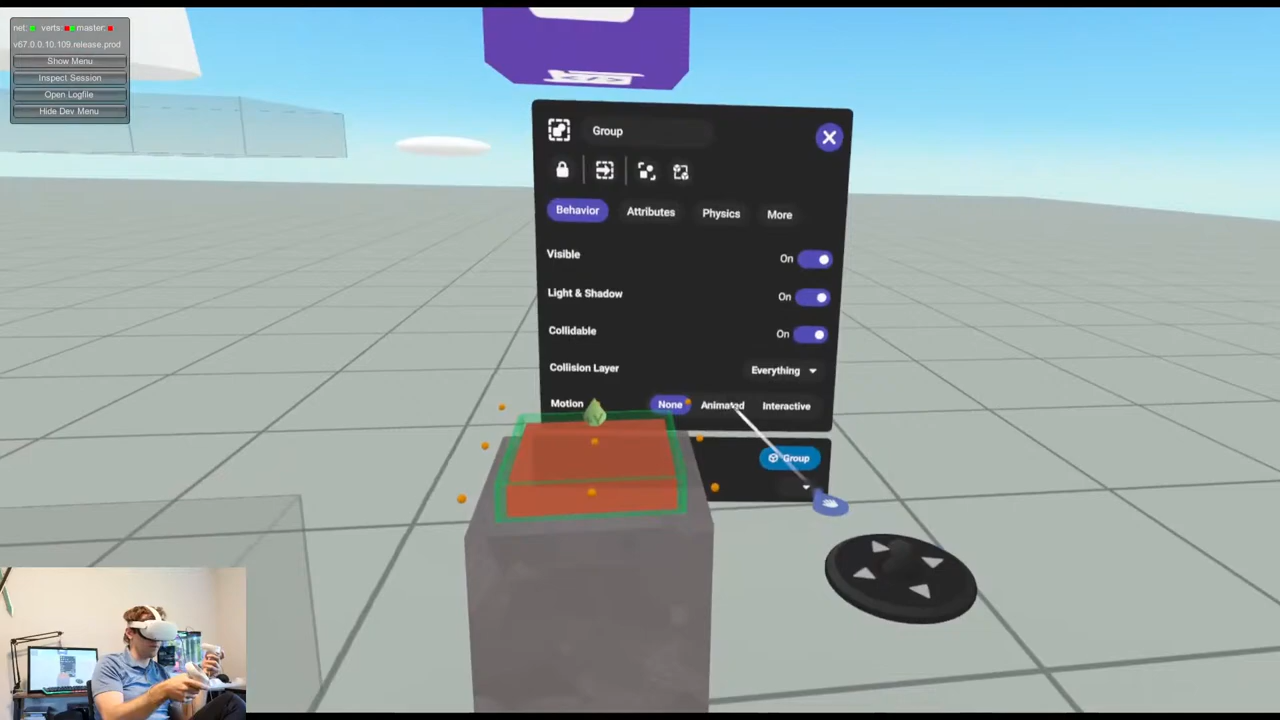 net: verts: master:
v67.0.0.10.109.release.prod
Show Menu
Inspect Session
Open Logfile
Hide Dev Menu
Group
Behavior Attributes Physics More
Visible On
Light & Shadow On
Collidable On
Collision Layer Everything
Motion None Animated Interactive
Group